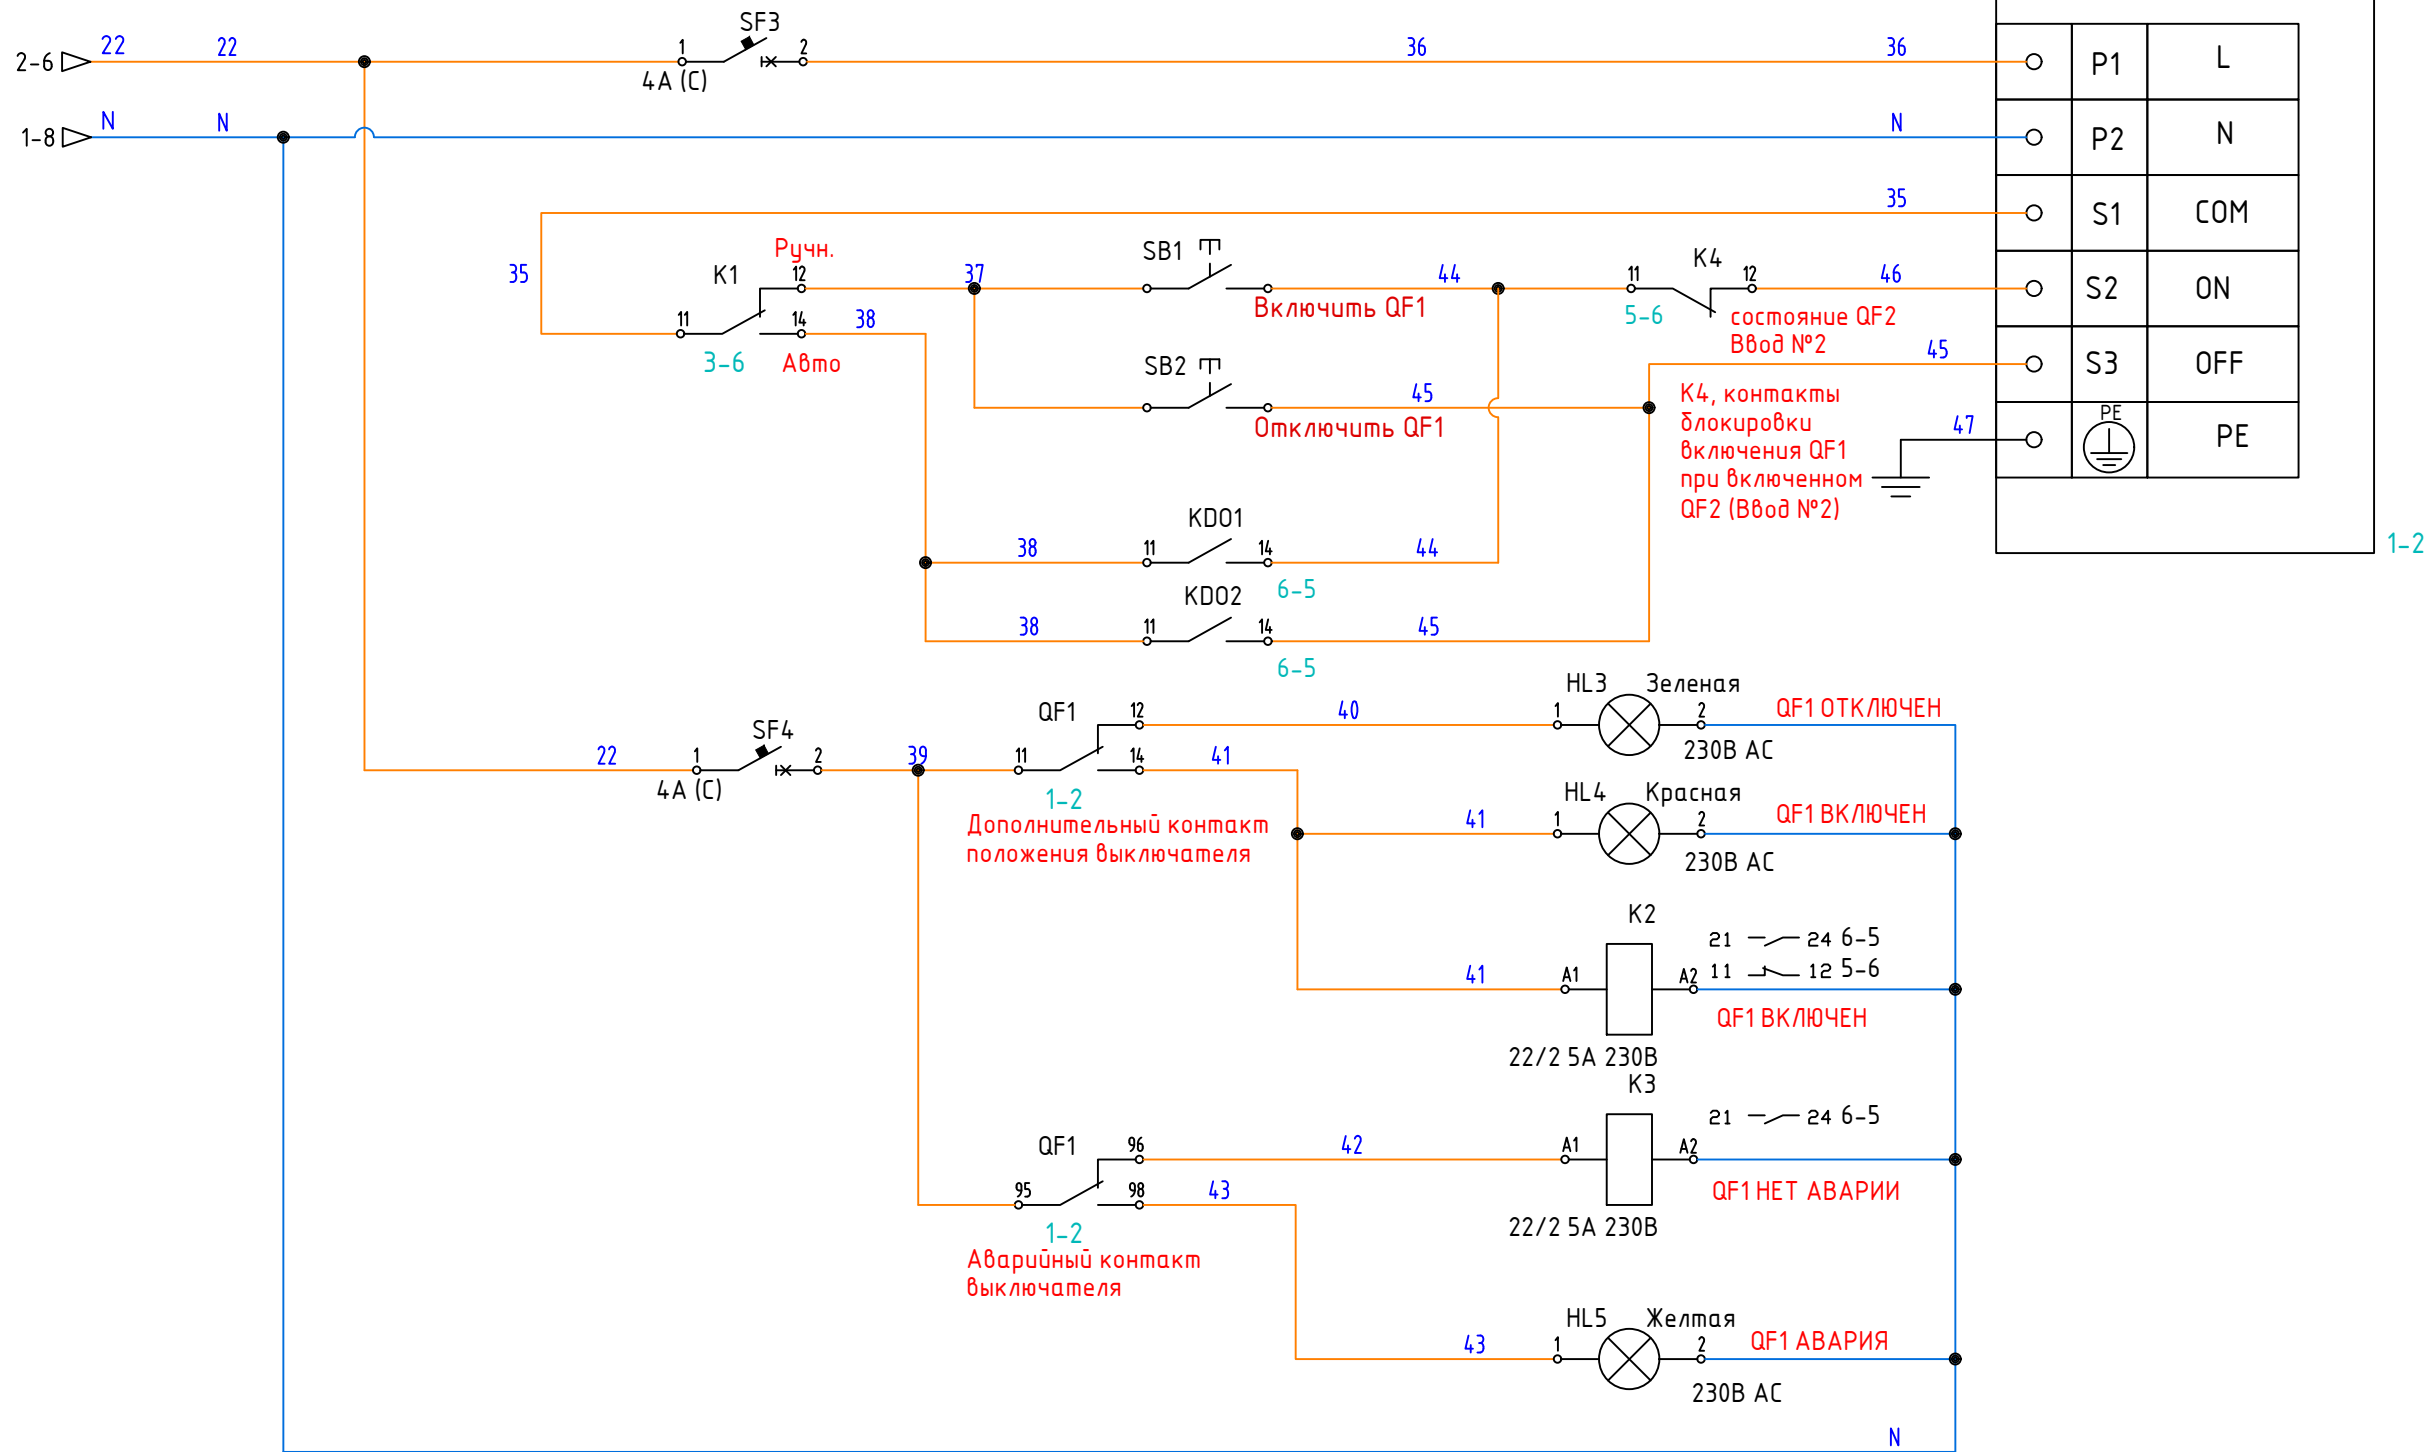 SF3
2-6 22 22 1 2 36 36 P1 L
4А (С)
1-8 N N N P2 N
35 S1 COM
Ручн.
35 K1 12 37 SB1 44 11 K4 12 46 S2 ON
Включить QF1
5-6 состояние QF2
Ввод №2
11 14 38
3-6 Авто
SB2 45 45 S3 OFF
Отключить QF1
К4, контакты
блокировки
включения QF1
при включенном
QF2 (Ввод №2)
47 PE PE
1-2
KDO1
38 11 14 44
6-5
KDO2
38 11 14 45
6-5
HL3 Зеленая QF1 ОТКЛЮЧЕН
QF1 12 40 1 2
230В АС
SF4
22 1 2 39 11 14 41
4А (С)
1-2
Дополнительный контакт
положения выключателя
HL4 Красная QF1 ВКЛЮЧЕН
41 1 2
230В АС
K2
21 24 6-5
41 A1 A2 11 12 5-6
QF1 ВКЛЮЧЕН
22/2 5А 230В
K3
21 24 6-5
QF1 96 42 A1 A2
95 98 43
QF1 НЕТ АВАРИИ
22/2 5А 230В
1-2
Аварийный контакт
выключателя
HL5 Желтая QF1 АВАРИЯ
43 1 2
230В АС
N